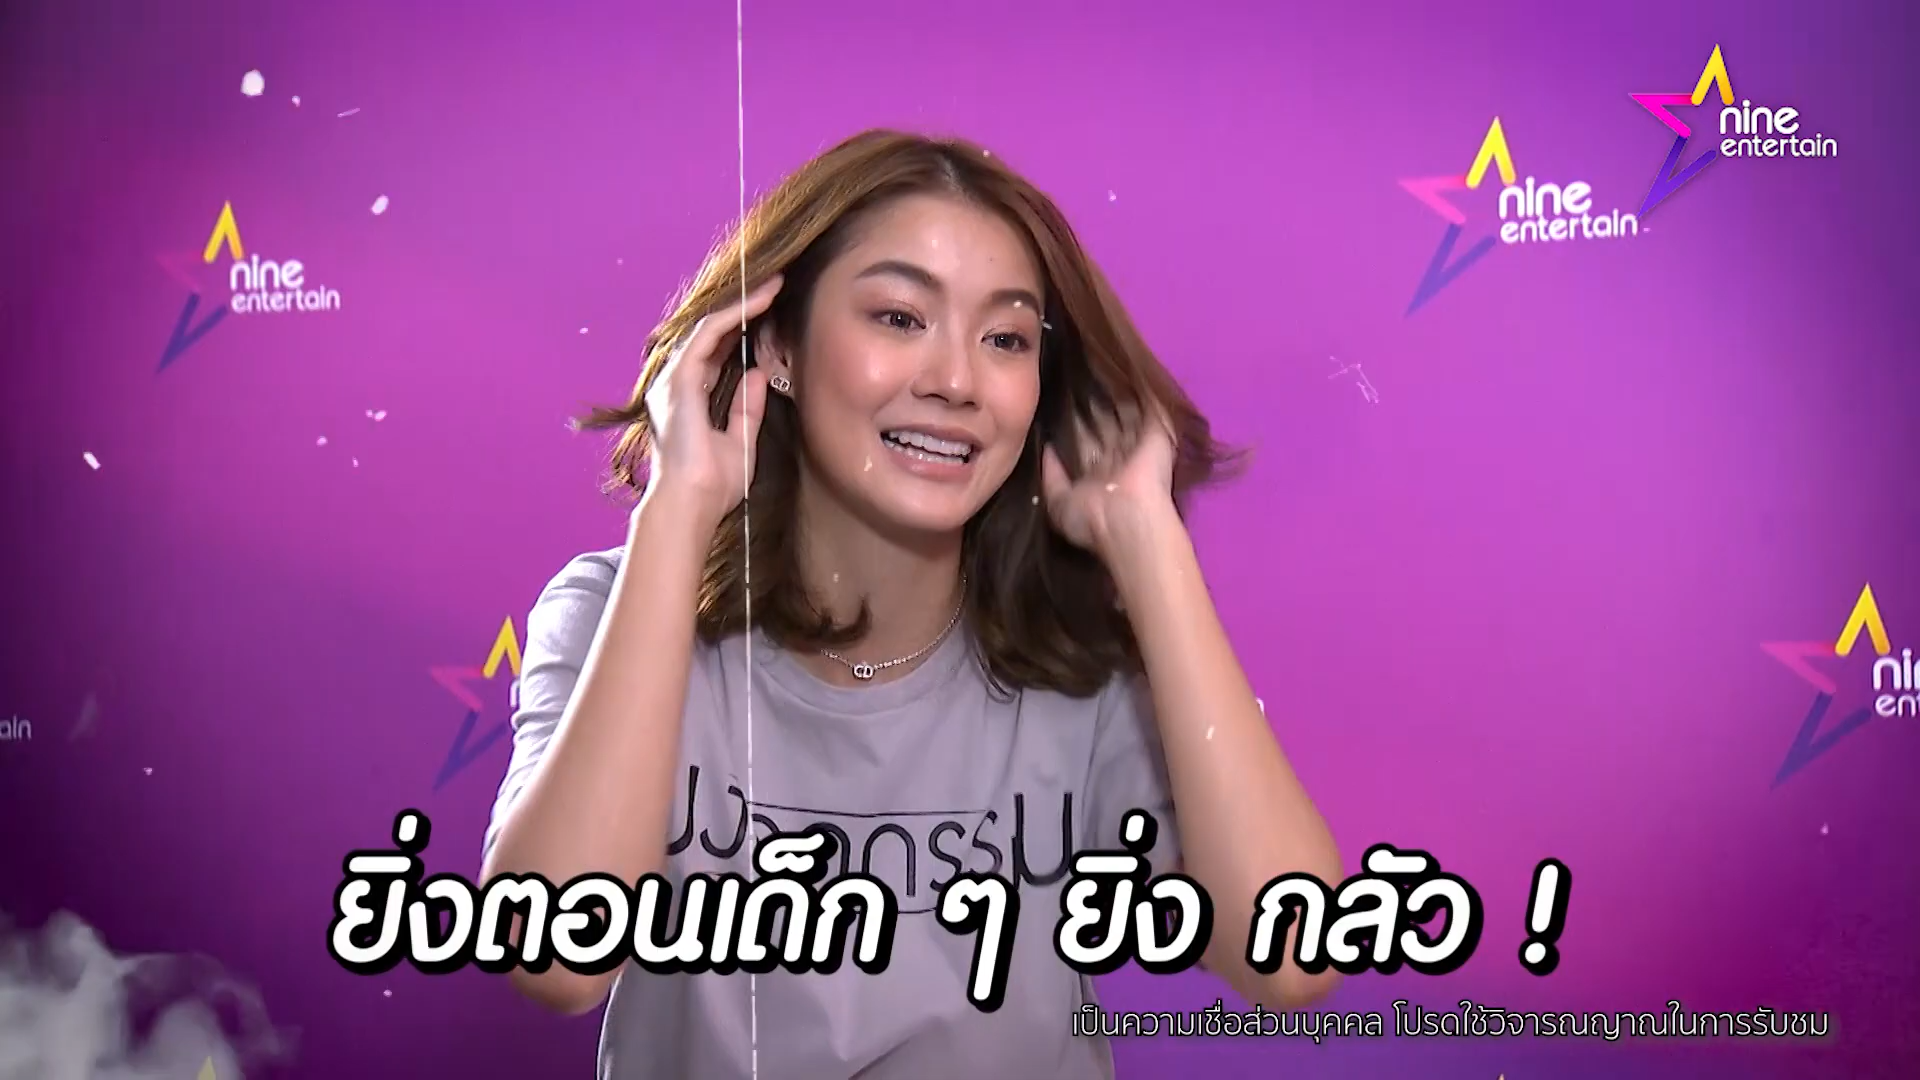 nine
entertain
nine
entertain
nine
entertain
ยิ่งตอนเด็ก ๆ ยิ่ง กลัว !
เป็นความเชื่อส่วนบุคคล โปรดใช้วิจารณญาณในการรับชม